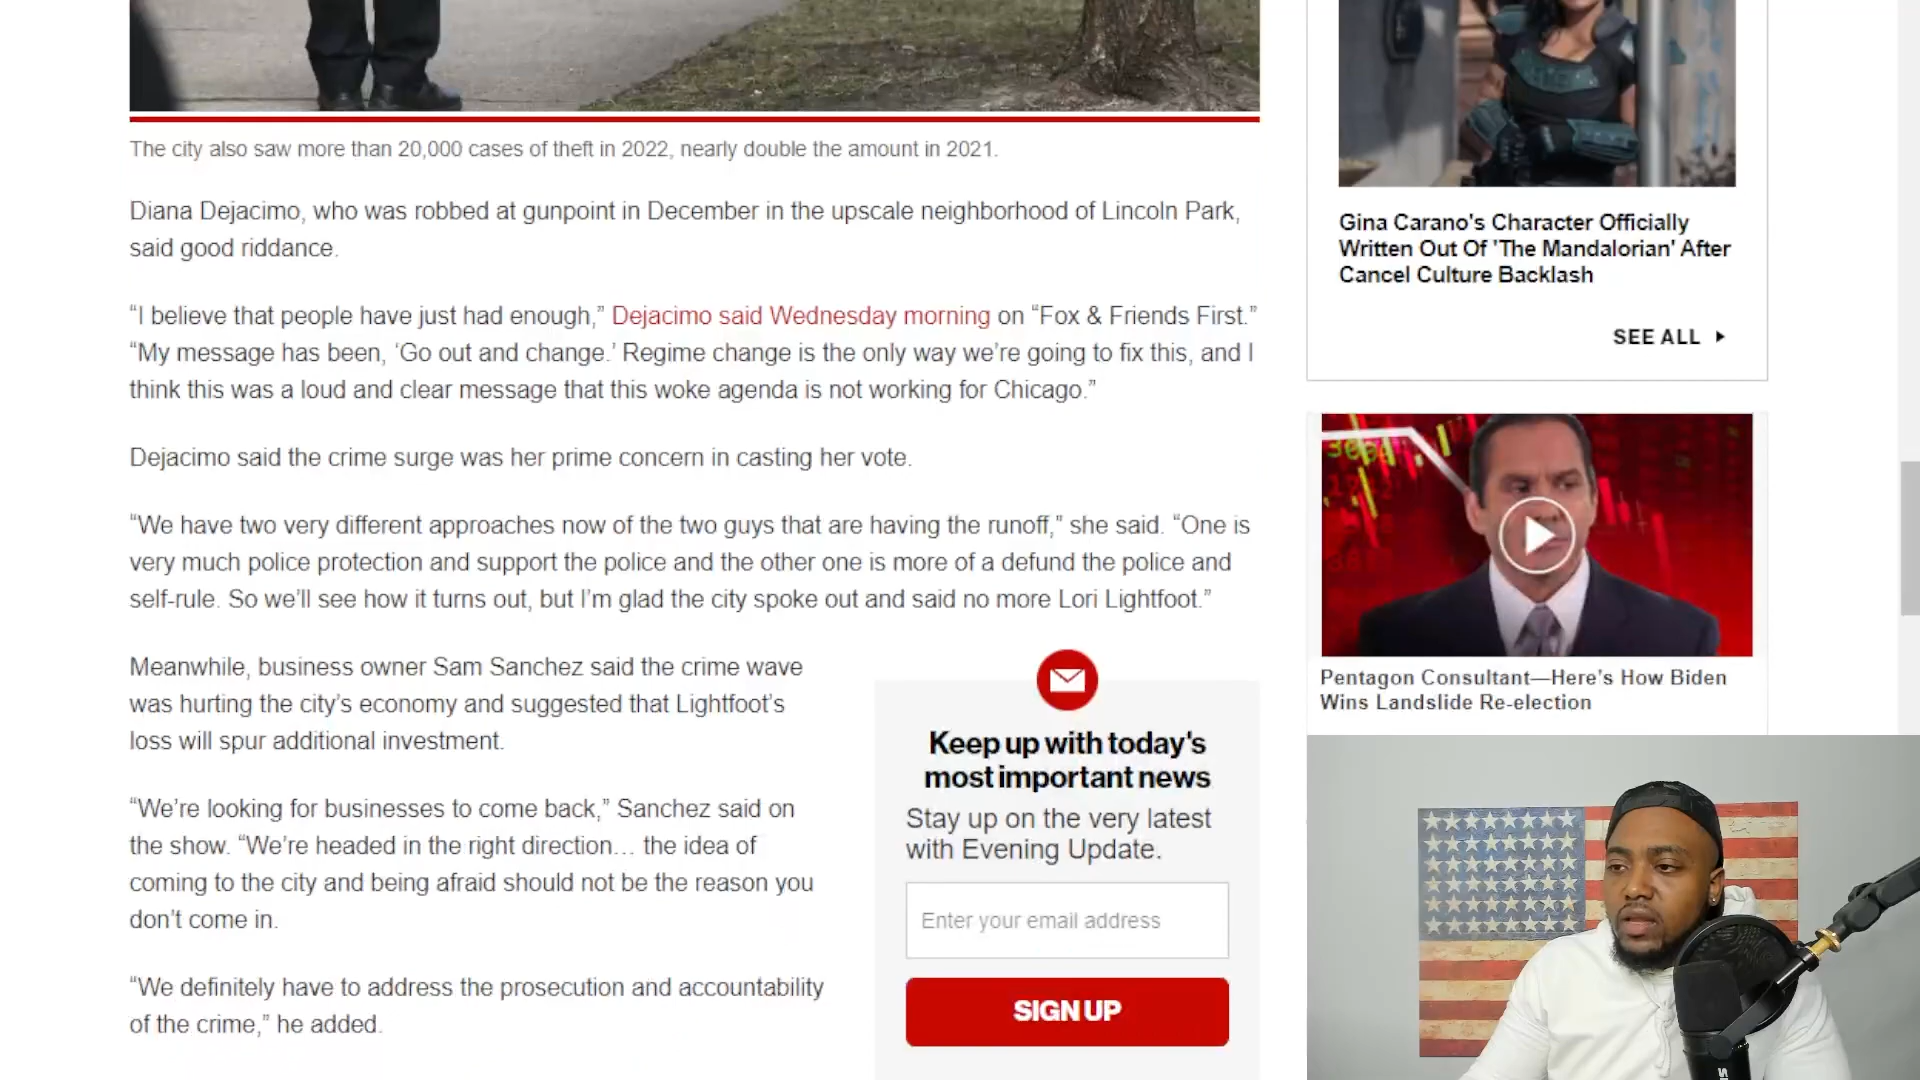 The city also saw more than 20,000 cases of theft in 2022, nearly double the amount in 2021.
Diana Dejacimo, who was robbed at gunpoint in December in the upscale neighborhood of Lincoln Park,
said good riddance.
“I believe that people have just had enough,” Dejacimo said Wednesday morning on “Fox & Friends First.”
“My message has been, ‘Go out and change.’ Regime change is the only way we’re going to fix this, and I
think this was a loud and clear message that this woke agenda is not working for Chicago.”
Dejacimo said the crime surge was her prime concern in casting her vote.
“We have two very different approaches now of the two guys that are having the runoff,” she said. “One is
very much police protection and support the police and the other one is more of a defund the police and
self-rule. So we’ll see how it turns out, but I’m glad the city spoke out and said no more Lori Lightfoot.”
Meanwhile, business owner Sam Sanchez said the crime wave
was hurting the city’s economy and suggested that Lightfoot’s
loss will spur additional investment.
“We’re looking for businesses to come back,” Sanchez said on
the show. “We’re headed in the right direction… the idea of
coming to the city and being afraid should not be the reason you
don’t come in.
“We definitely have to address the prosecution and accountability
of the crime,” he added.
Keep up with today's
most important news
Stay up on the very latest
with Evening Update.
Enter your email address
SIGN UP
Gina Carano's Character Officially
Written Out Of 'The Mandalorian' After
Cancel Culture Backlash
SEE ALL
Pentagon Consultant—Here’s How Biden
Wins Landslide Re-election